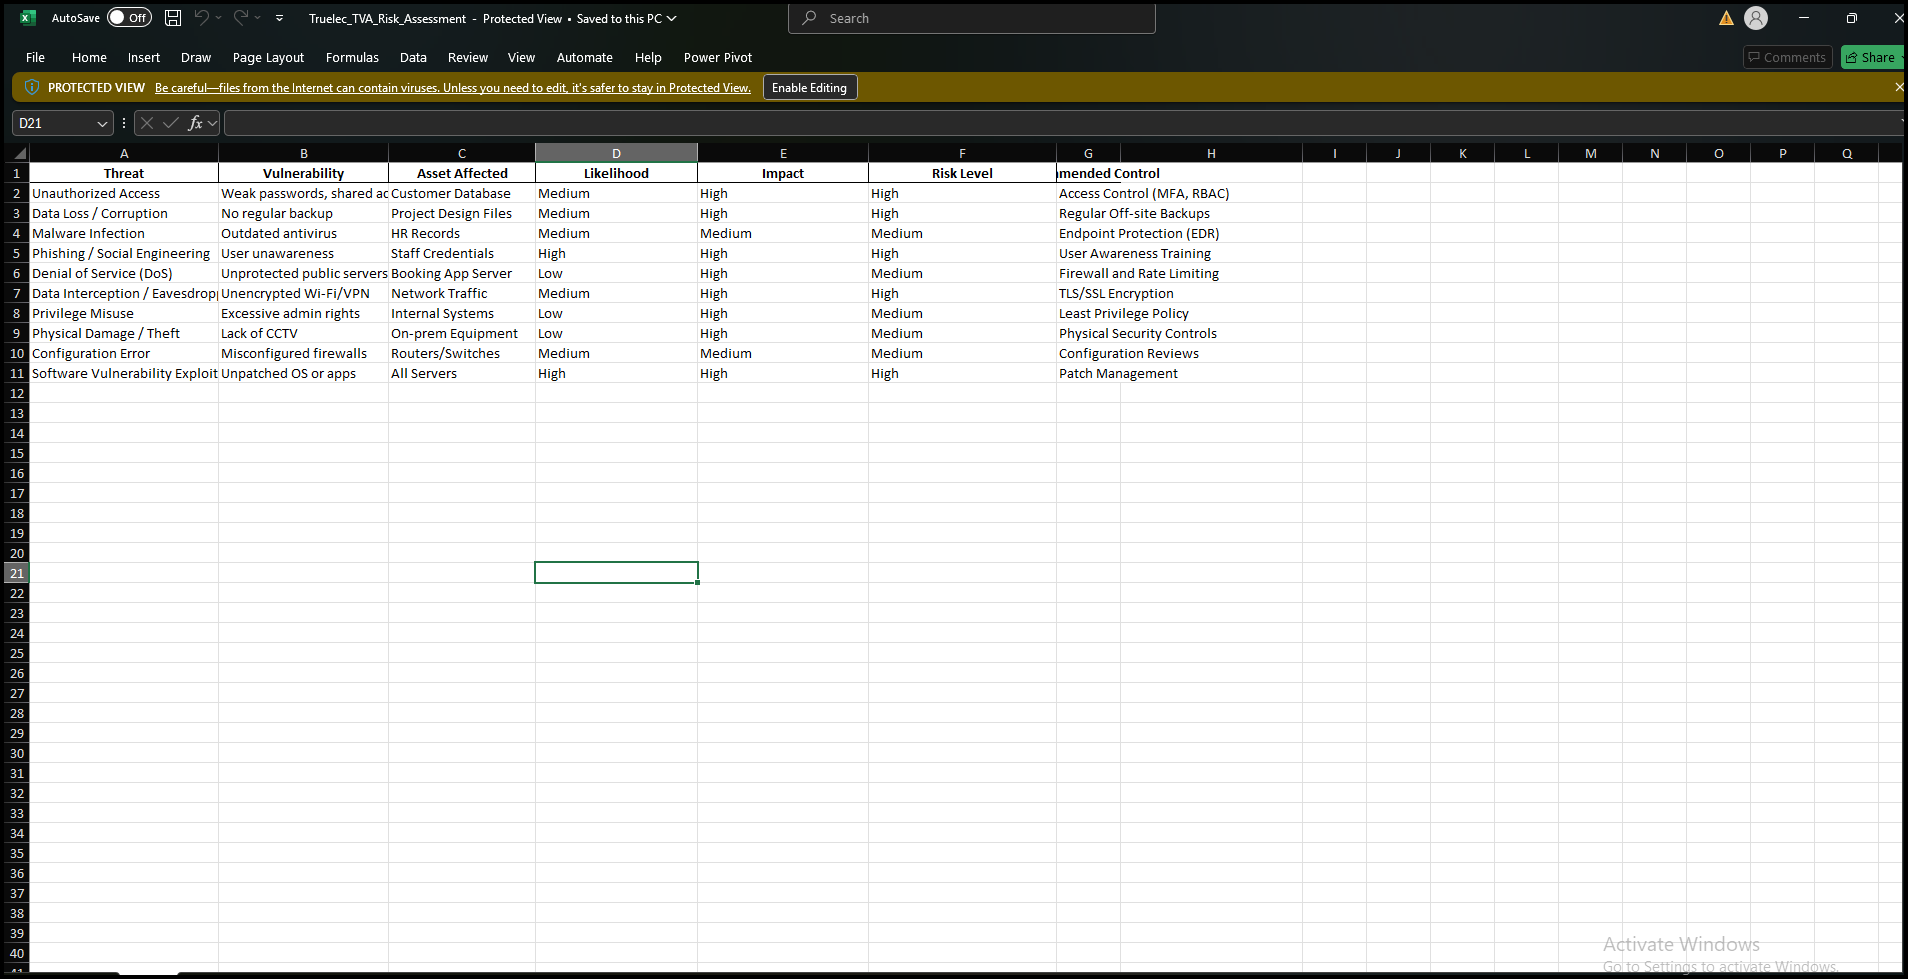 AutoSave Off Truelec_TVA_Risk_Assessment - Protected View • Saved to this PC Search
File Home Insert Draw Page Layout Formulas Data Review View Automate Help Power Pivot Comments Share
PROTECTED VIEW Be careful—files from the Internet can contain viruses. Unless you need to edit, it's safer to stay in Protected View. Enable Editing
D21 fx
A B C D E F G H I J K L M N O P Q
1 Threat Vulnerability Asset Affected Likelihood Impact Risk Level mended Control
2 Unauthorized Access Weak passwords, shared ac Customer Database Medium High High Access Control (MFA, RBAC)
3 Data Loss / Corruption No regular backup Project Design Files Medium High High Regular Off-site Backups
4 Malware Infection Outdated antivirus HR Records Medium Medium Medium Endpoint Protection (EDR)
5 Phishing / Social Engineering User unawareness Staff Credentials High High High User Awareness Training
6 Denial of Service (DoS) Unprotected public servers Booking App Server Low High Medium Firewall and Rate Limiting
7 Data Interception / Eavesdrop Unencrypted Wi-Fi/VPN Network Traffic Medium High High TLS/SSL Encryption
8 Privilege Misuse Excessive admin rights Internal Systems Low High Medium Least Privilege Policy
9 Physical Damage / Theft Lack of CCTV On-prem Equipment Low High Medium Physical Security Controls
10 Configuration Error Misconfigured firewalls Routers/Switches Medium Medium Medium Configuration Reviews
11 Software Vulnerability Exploit Unpatched OS or apps All Servers High High High Patch Management
12
13
14
15
16
17
18
19
20
21
22
23
24
25
26
27
28
29
30
31
32
33
34
35
36
37
38
39
40
41
Activate Windows
Go to Settings to activate Windows.